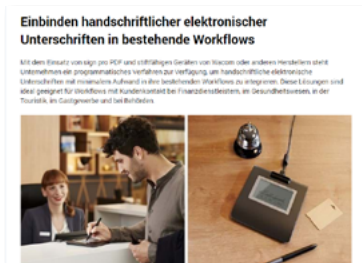 Einbinden handschriftlicher elektronischer
Unterschriften in bestehende Workflows
Mit dem Einsatz von sign pro PDF und stiftfähigen Geräten von Wacom oder anderen Herstellern steht
Unternehmen ein programmatisches Verfahren zur Verfügung, um handschriftliche elektronische
Unterschriften mit minimalem Aufwand in ihre bestehenden Workflows zu integrieren. Diese Lösungen sind
ideal geeignet für Workflows mit Kundenkontakt bei Finanzdienstleistern, im Gesundheitswesen, in der
Touristik, im Gastgewerbe und bei Behörden.